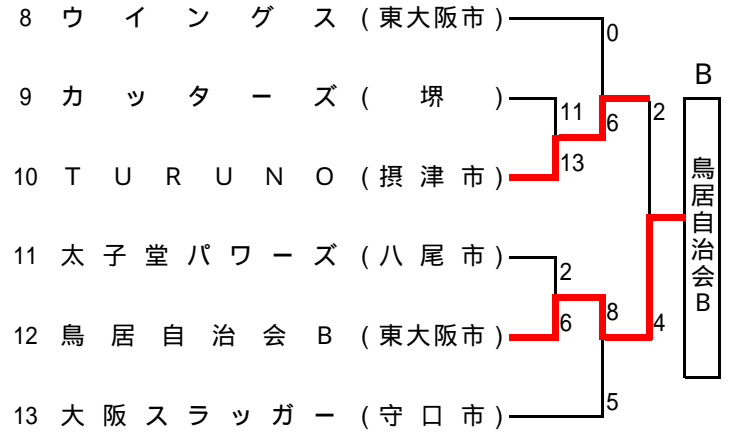 8 ウイングス (東大阪市) 0
B
9 カッターズ (堺) 11 6 2
10 TURUNO (摂津市) 13
鳥居自治会B
11 太子堂パワーズ (八尾市) 2
12 鳥居自治会B (東大阪市) 6 8 4
13 大阪スラッガー (守口市) 5